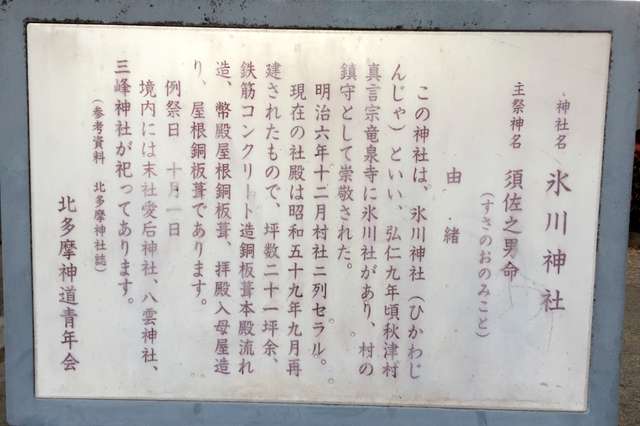 神社名 氷川神社
主祭神名 須佐之男命
(すさのおのみこと)
由緒
この神社は、氷川神社(ひかわじ
んじゃ)といい、弘仁九年頃秋津村
真言宗竜泉寺に氷川社があり、村の
鎮守として崇敬された。
明治六年十二月村社ニ列セラル。
現在の社殿は昭和五十九年九月再
建されたもので、坪数二十一坪余、
鉄筋コンクリート造銅板葺本殿流れ
造、幣殿屋根銅板葺、拝殿入母屋造
り、屋根銅板葺であります。
例祭日 十月一日
境内には末社愛后神社、八雲神社、
三峰神社が祀ってあります。
(参考資料 北多摩神社誌)
北多摩神道青年会